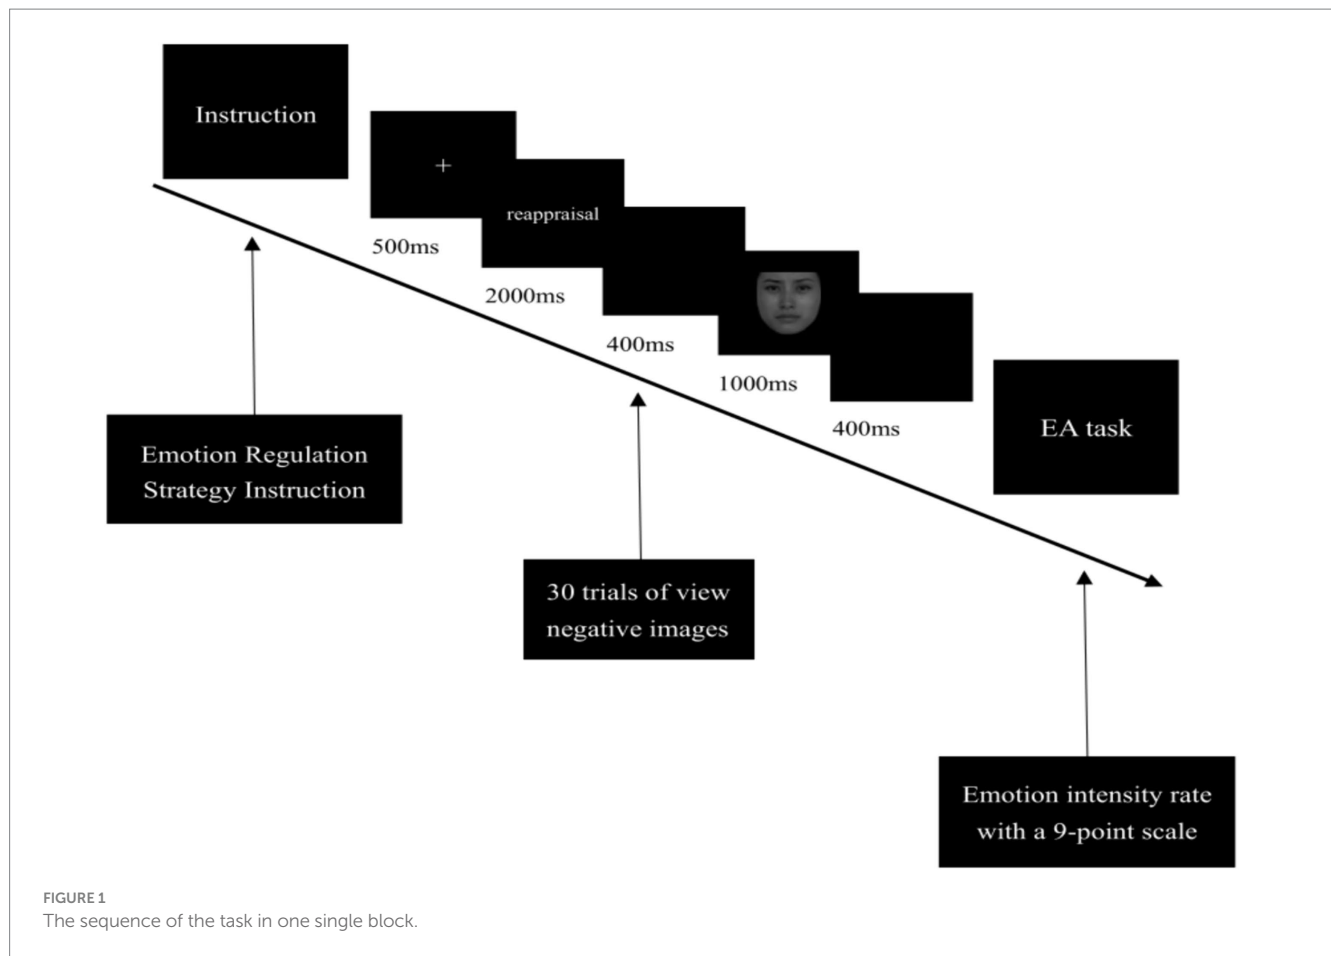 Instruction
+
reappraisal
500ms
2000ms
400ms
1000ms
400ms
EA task
Emotion Regulation
Strategy Instruction
30 trials of view
negative images
Emotion intensity rate
with a 9-point scale
FIGURE 1
The sequence of the task in one single block.